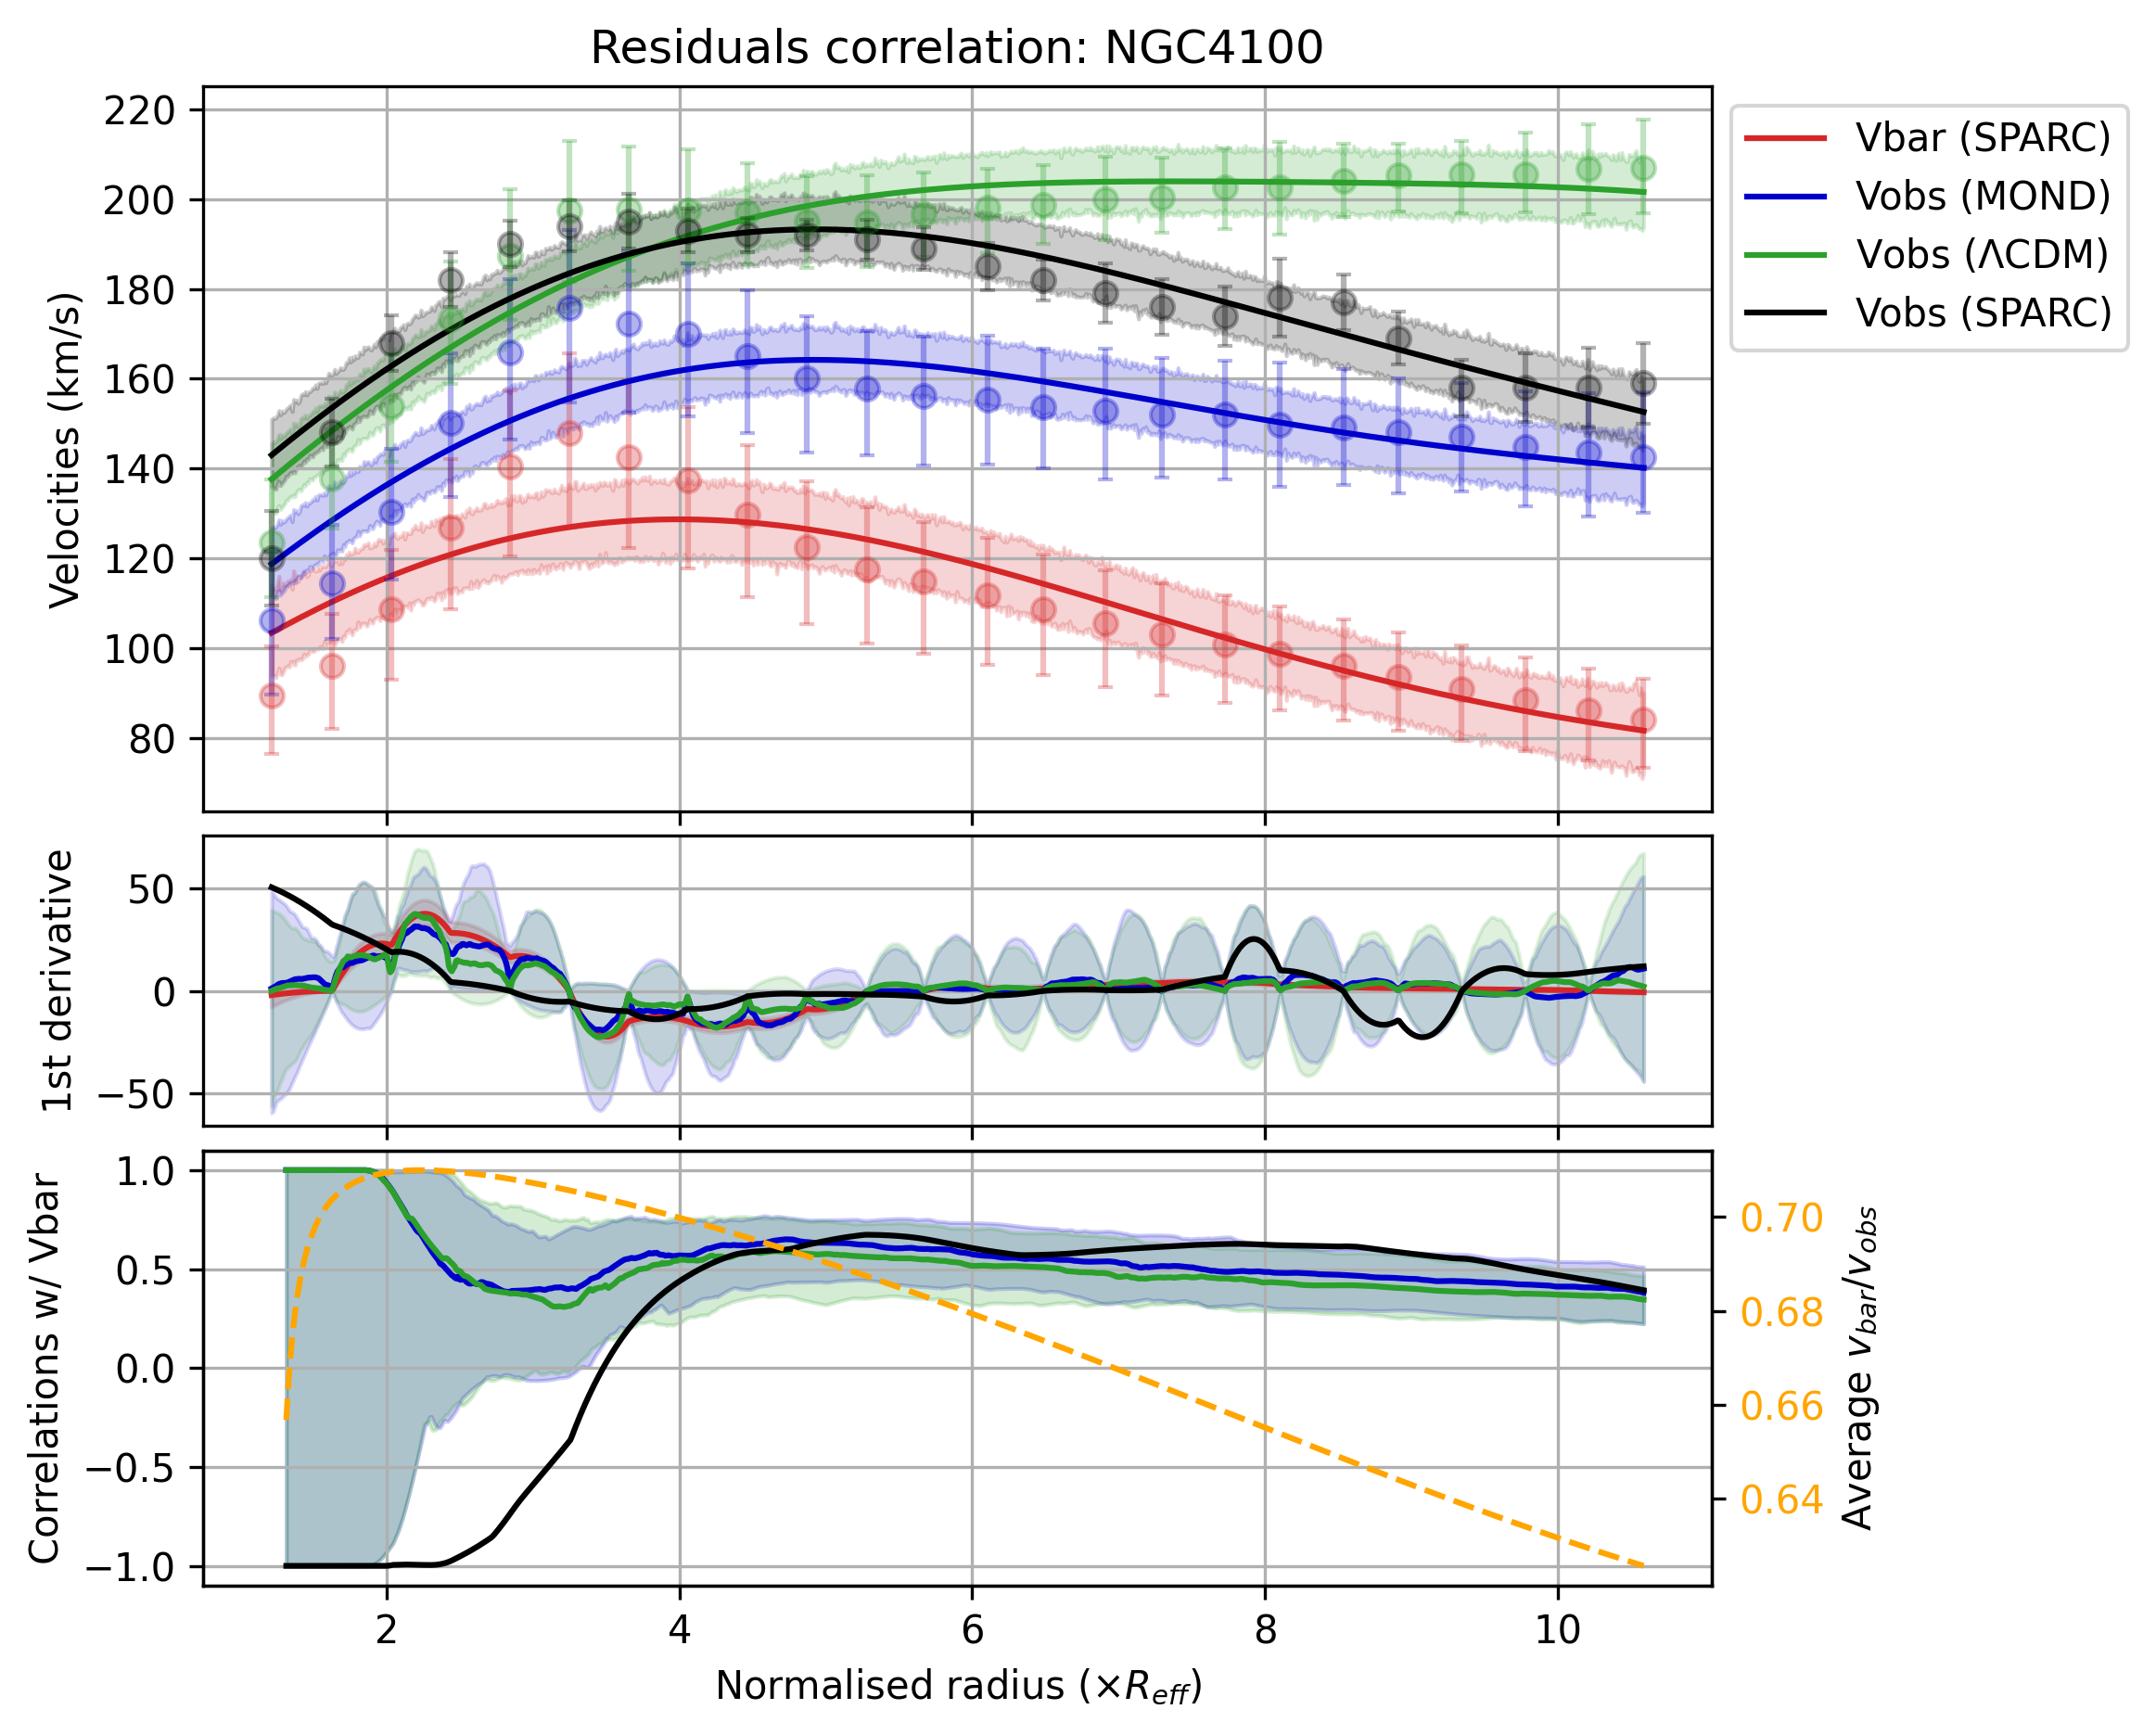 Residuals correlation: NGC4100
220
200
180
160
140
120
100
80
Velocities (km/s)
Vbar (SPARC)
Vobs (MOND)
Vobs (ΛCDM)
Vobs (SPARC)
50
0
−50
1st derivative
1.0
0.5
0.0
−0.5
−1.0
Correlations w/ Vbar
0.70
0.68
0.66
0.64
Average v_bar/v_obs
2 4 6 8 10
Normalised radius (×R_eff)